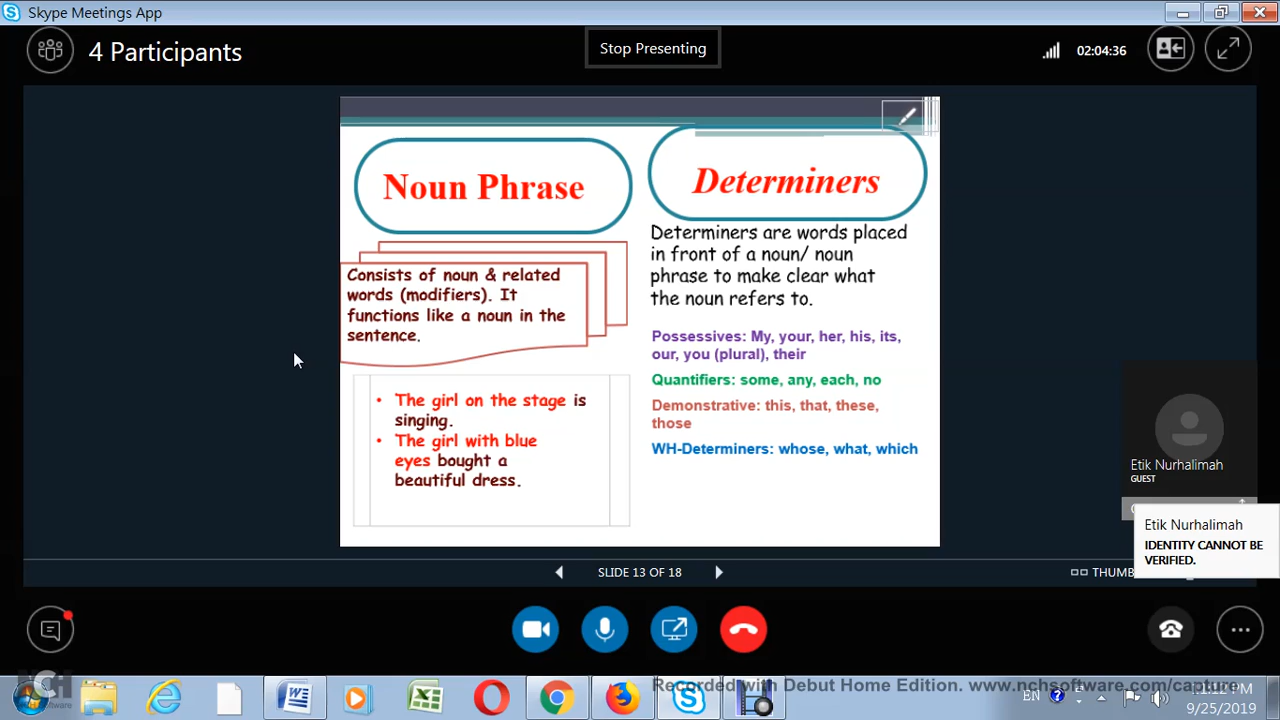 Skype Meetings App
4 Participants
Stop Presenting
02:04:36
Noun Phrase
Consists of noun & related
words (modifiers). It
functions like a noun in the
sentence.
• The girl on the stage is
singing.
• The girl with blue
eyes bought a
beautiful dress.
Determiners
Determiners are words placed
in front of a noun/ noun
phrase to make clear what
the noun refers to.
Possessives: My, your, her, his, its,
our, you (plural), their
Quantifiers: some, any, each, no
Demonstrative: this, that, these,
those
WH-Determiners: whose, what, which
Etik Nurhalimah
GUEST
Etik Nurhalimah
IDENTITY CANNOT BE
VERIFIED.
SLIDE 13 OF 18
THUMB
NCH
Software
Recorded with Debut Home Edition. www.nchsoftware.com/capture
EN
9/25/2019